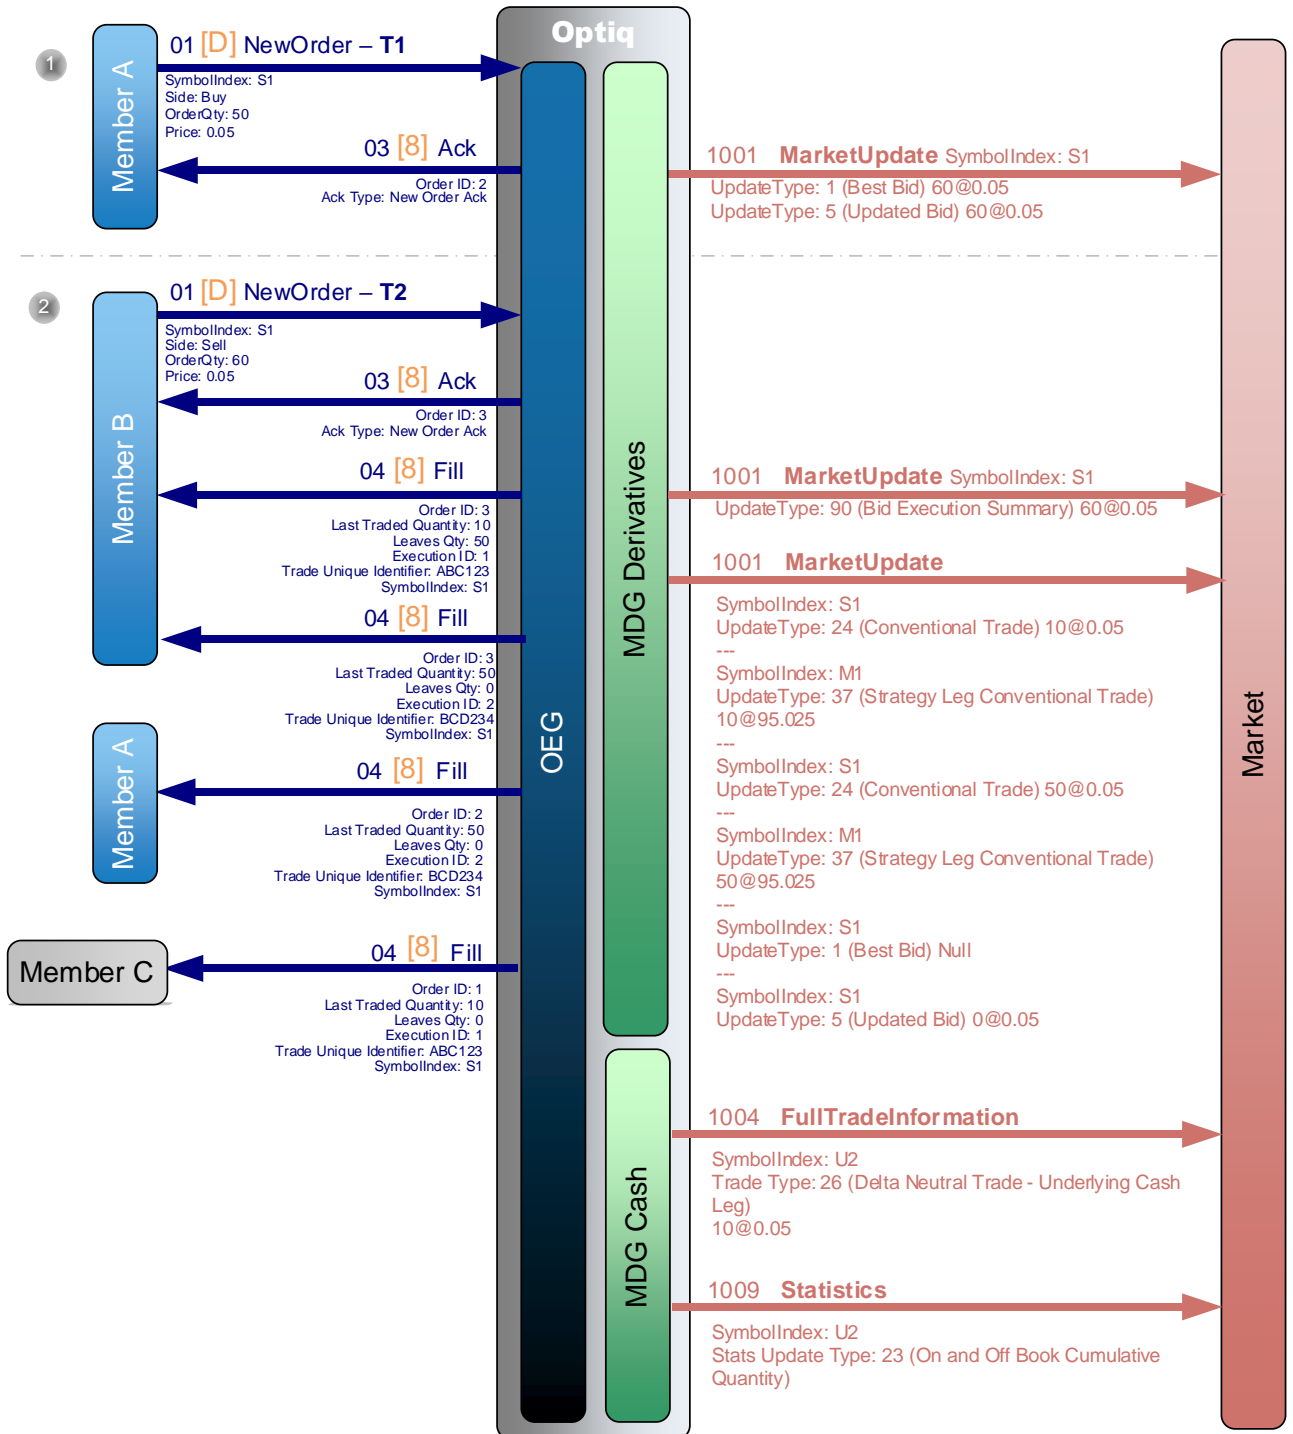 Optiq
1
Member A
01 [D] NewOrder – T1
SymbolIndex: S1
Side: Buy
OrderQty: 50
Price: 0.05
03 [8] Ack
Order ID: 2
Ack Type: New Order Ack
1001 MarketUpdate SymbolIndex: S1
UpdateType: 1 (Best Bid) 60@0.05
UpdateType: 5 (Updated Bid) 60@0.05
2
Member B
01 [D] NewOrder – T2
SymbolIndex: S1
Side: Sell
OrderQty: 60
Price: 0.05
03 [8] Ack
Order ID: 3
Ack Type: New Order Ack
04 [8] Fill
Order ID: 3
Last Traded Quantity: 10
Leaves Qty: 50
Execution ID: 1
Trade Unique Identifier: ABC123
SymbolIndex: S1
04 [8] Fill
Order ID: 3
Last Traded Quantity: 50
Leaves Qty: 0
Execution ID: 2
Trade Unique Identifier: BCD234
SymbolIndex: S1
Member A
04 [8] Fill
Order ID: 2
Last Traded Quantity: 50
Leaves Qty: 0
Execution ID: 2
Trade Unique Identifier: BCD234
SymbolIndex: S1
Member C
04 [8] Fill
Order ID: 1
Last Traded Quantity: 10
Leaves Qty: 0
Execution ID: 1
Trade Unique Identifier: ABC123
SymbolIndex: S1
OEG
MDG Derivatives
MDG Cash
1001 MarketUpdate SymbolIndex: S1
UpdateType: 90 (Bid Execution Summary) 60@0.05
1001 MarketUpdate
SymbolIndex: S1
UpdateType: 24 (Conventional Trade) 10@0.05
---
SymbolIndex: M1
UpdateType: 37 (Strategy Leg Conventional Trade)
10@95.025
---
SymbolIndex: S1
UpdateType: 24 (Conventional Trade) 50@0.05
---
SymbolIndex: M1
UpdateType: 37 (Strategy Leg Conventional Trade)
50@95.025
---
SymbolIndex: S1
UpdateType: 1 (Best Bid) Null
---
SymbolIndex: S1
UpdateType: 5 (Updated Bid) 0@0.05
1004 FullTradeInformation
SymbolIndex: U2
Trade Type: 26 (Delta Neutral Trade - Underlying Cash
Leg)
10@0.05
1009 Statistics
SymbolIndex: U2
Stats Update Type: 23 (On and Off Book Cumulative
Quantity)
Market